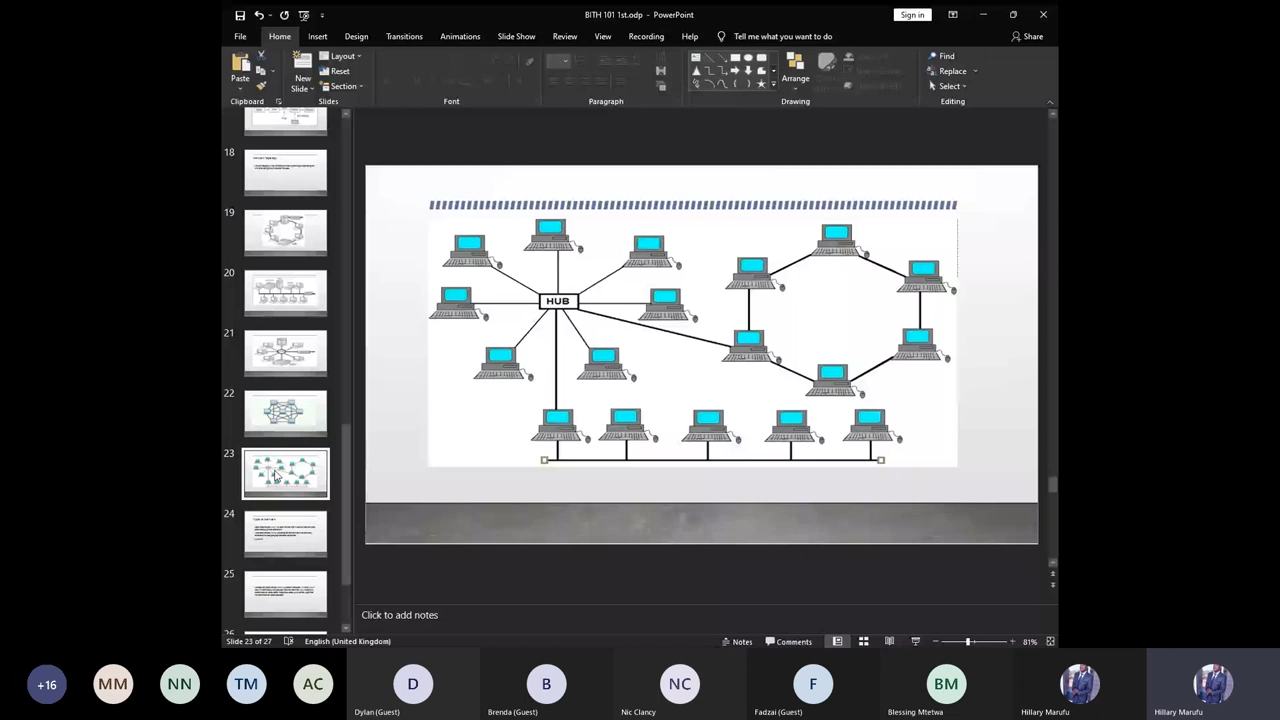 BITH 101 1st.odp - PowerPoint
Sign in
File Home Insert Design Transitions Animations Slide Show Review View Recording Help Tell me what you want to do Share
Paste
New Slide
Layout
Reset
Section
Arrange
Find
Replace
Select
Clipboard Slides Font Paragraph Drawing Editing
18
19
20
21
22
23
24
25
HUB
Click to add notes
Slide 23 of 27 English (United Kingdom) Notes Comments 81%
+16 MM NN TM AC D B NC F BM
Dylan (Guest) Brenda (Guest) Nic Clancy Fadzai (Guest) Blessing Mtetwa Hillary Marufu Hillary Marufu